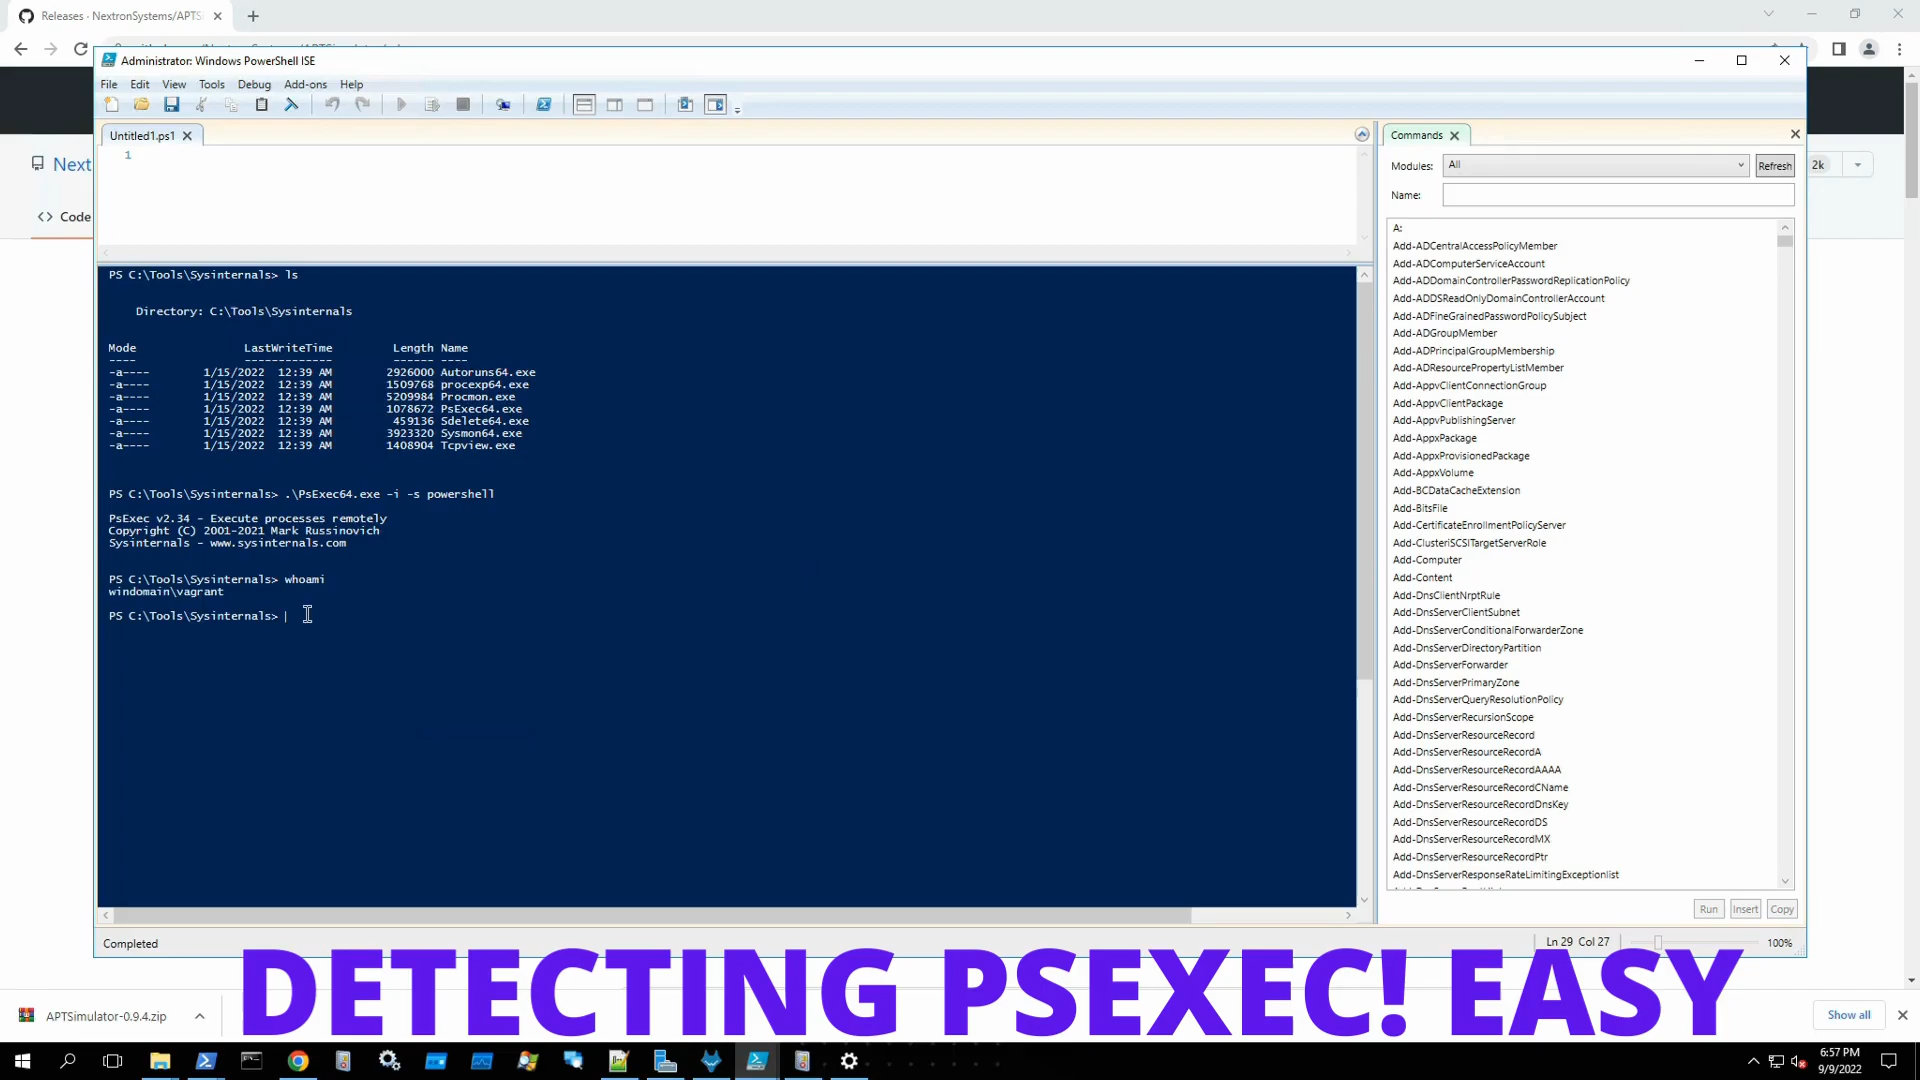 Releases · NextronSystems/APTS
Administrator: Windows PowerShell ISE
File Edit View Tools Debug Add-ons Help
Untitled1.ps1
1
Next
Code
2k
PS C:\Tools\Sysinternals> ls
Directory: C:\Tools\Sysinternals
Mode LastWriteTime Length Name
---- ------------- ------ ----
-a---- 1/15/2022 12:39 AM 2926000 Autoruns64.exe
-a---- 1/15/2022 12:39 AM 1509768 procexp64.exe
-a---- 1/15/2022 12:39 AM 5209984 Procmon.exe
-a---- 1/15/2022 12:39 AM 1078672 PsExec64.exe
-a---- 1/15/2022 12:39 AM 459136 Sdelete64.exe
-a---- 1/15/2022 12:39 AM 3923320 Sysmon64.exe
-a---- 1/15/2022 12:39 AM 1408904 Tcpview.exe
PS C:\Tools\Sysinternals> .\PsExec64.exe -i -s powershell
PsExec v2.34 - Execute processes remotely
Copyright (C) 2001-2021 Mark Russinovich
Sysinternals - www.sysinternals.com
PS C:\Tools\Sysinternals> whoami
windomain\vagrant
PS C:\Tools\Sysinternals>
Commands
Modules: All Refresh
Name:
A:
Add-ADCentralAccessPolicyMember
Add-ADComputerServiceAccount
Add-ADDomainControllerPasswordReplicationPolicy
Add-ADDSReadOnlyDomainControllerAccount
Add-ADFineGrainedPasswordPolicySubject
Add-ADGroupMember
Add-ADPrincipalGroupMembership
Add-ADResourcePropertyListMember
Add-AppvClientConnectionGroup
Add-AppvClientPackage
Add-AppvPublishingServer
Add-AppxPackage
Add-AppxProvisionedPackage
Add-AppxVolume
Add-BCDataCacheExtension
Add-BitsFile
Add-CertificateEnrollmentPolicyServer
Add-ClusteriSCSITargetServerRole
Add-Computer
Add-Content
Add-DnsClientNrptRule
Add-DnsServerClientSubnet
Add-DnsServerConditionalForwarderZone
Add-DnsServerDirectoryPartition
Add-DnsServerForwarder
Add-DnsServerPrimaryZone
Add-DnsServerQueryResolutionPolicy
Add-DnsServerRecursionScope
Add-DnsServerResourceRecord
Add-DnsServerResourceRecordA
Add-DnsServerResourceRecordAAAA
Add-DnsServerResourceRecordCName
Add-DnsServerResourceRecordDnsKey
Add-DnsServerResourceRecordDS
Add-DnsServerResourceRecordMX
Add-DnsServerResourceRecordPtr
Add-DnsServerResponseRateLimitingExceptionlist
Run Insert Copy
Completed
Ln 29 Col 27
100%
DETECTING PSEXEC! EASY
APTSimulator-0.9.4.zip
Show all
6:57 PM
9/9/2022